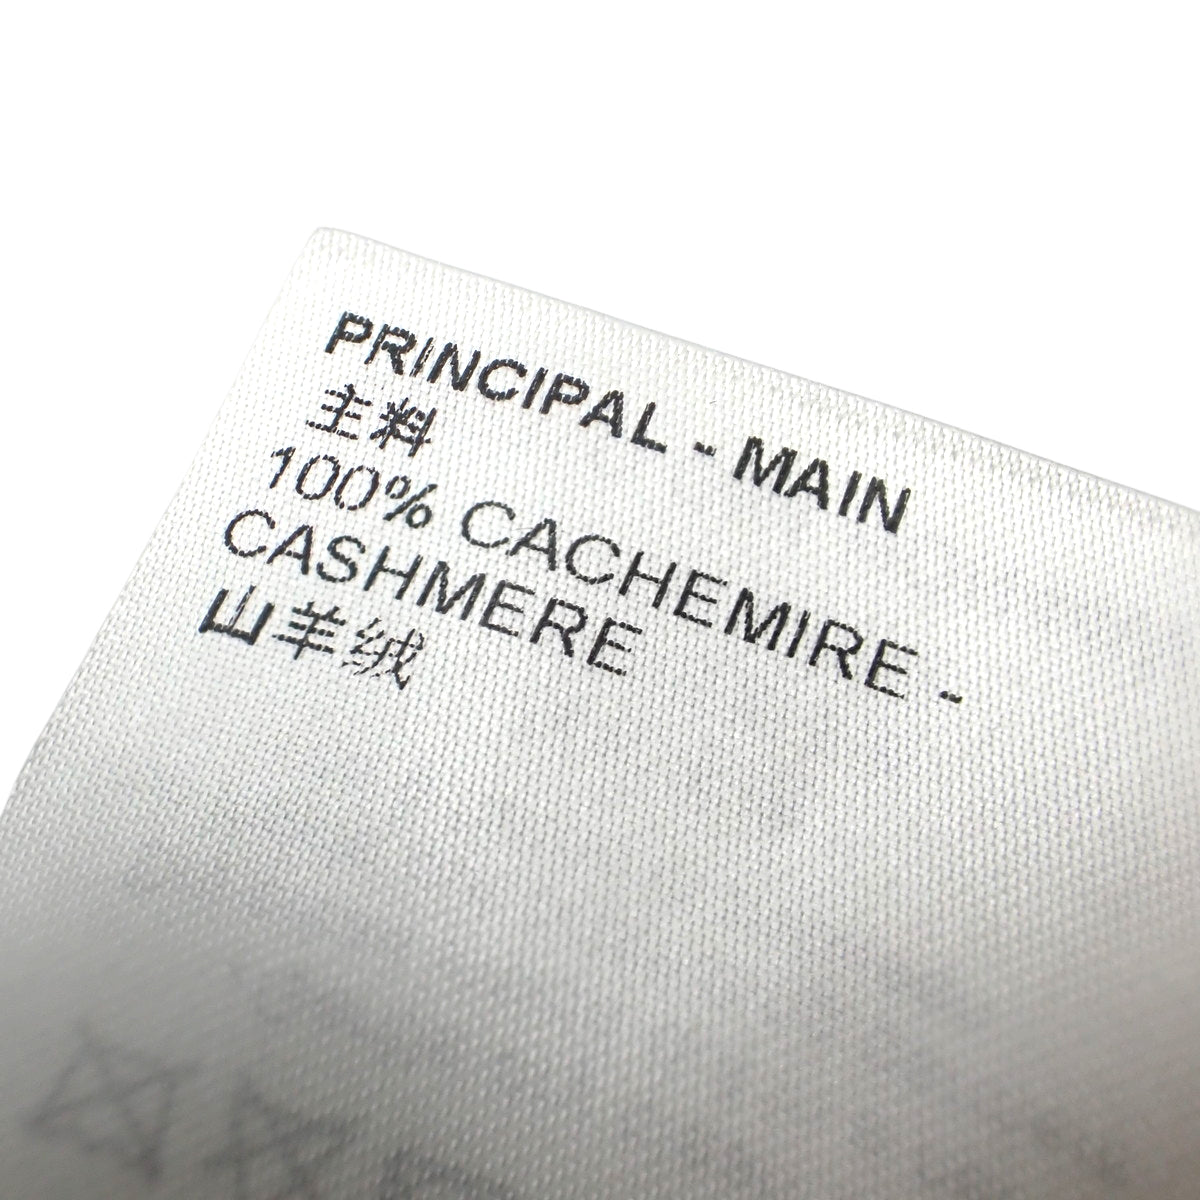 PRINCIPAL - MAIN
主料
100% CACHEMIRE -
CASHMERE
山羊绒